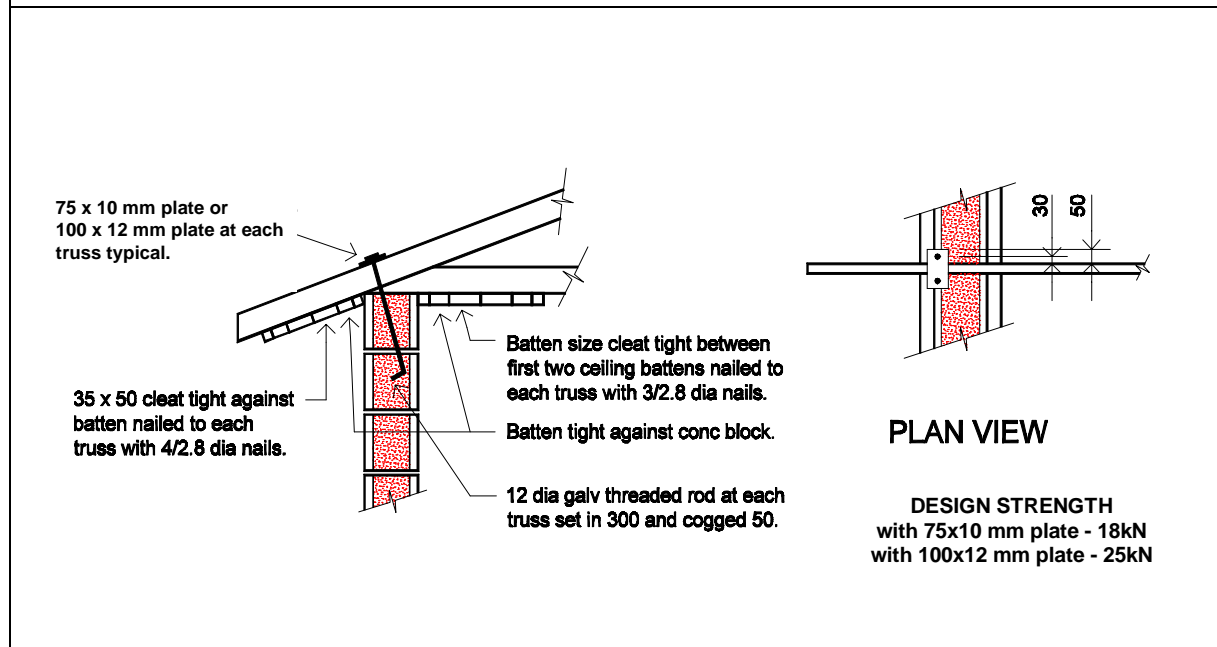 75 x 10 mm plate or
100 x 12 mm plate at each
truss typical.
35 x 50 cleat tight against
batten nailed to each
truss with 4/2.8 dia nails.
Batten size cleat tight between
first two ceiling battens nailed to
each truss with 3/2.8 dia nails.
Batten tight against conc block.
12 dia galv threaded rod at each
truss set in 300 and cogged 50.
30
50
PLAN VIEW
DESIGN STRENGTH
with 75x10 mm plate - 18kN
with 100x12 mm plate - 25kN